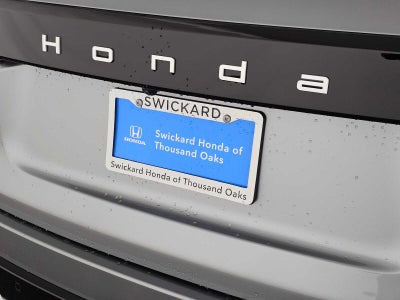 Honda
SWICKARD
HONDA
Swickard Honda of
Thousand Oaks
Swickard Honda of Thousand Oaks